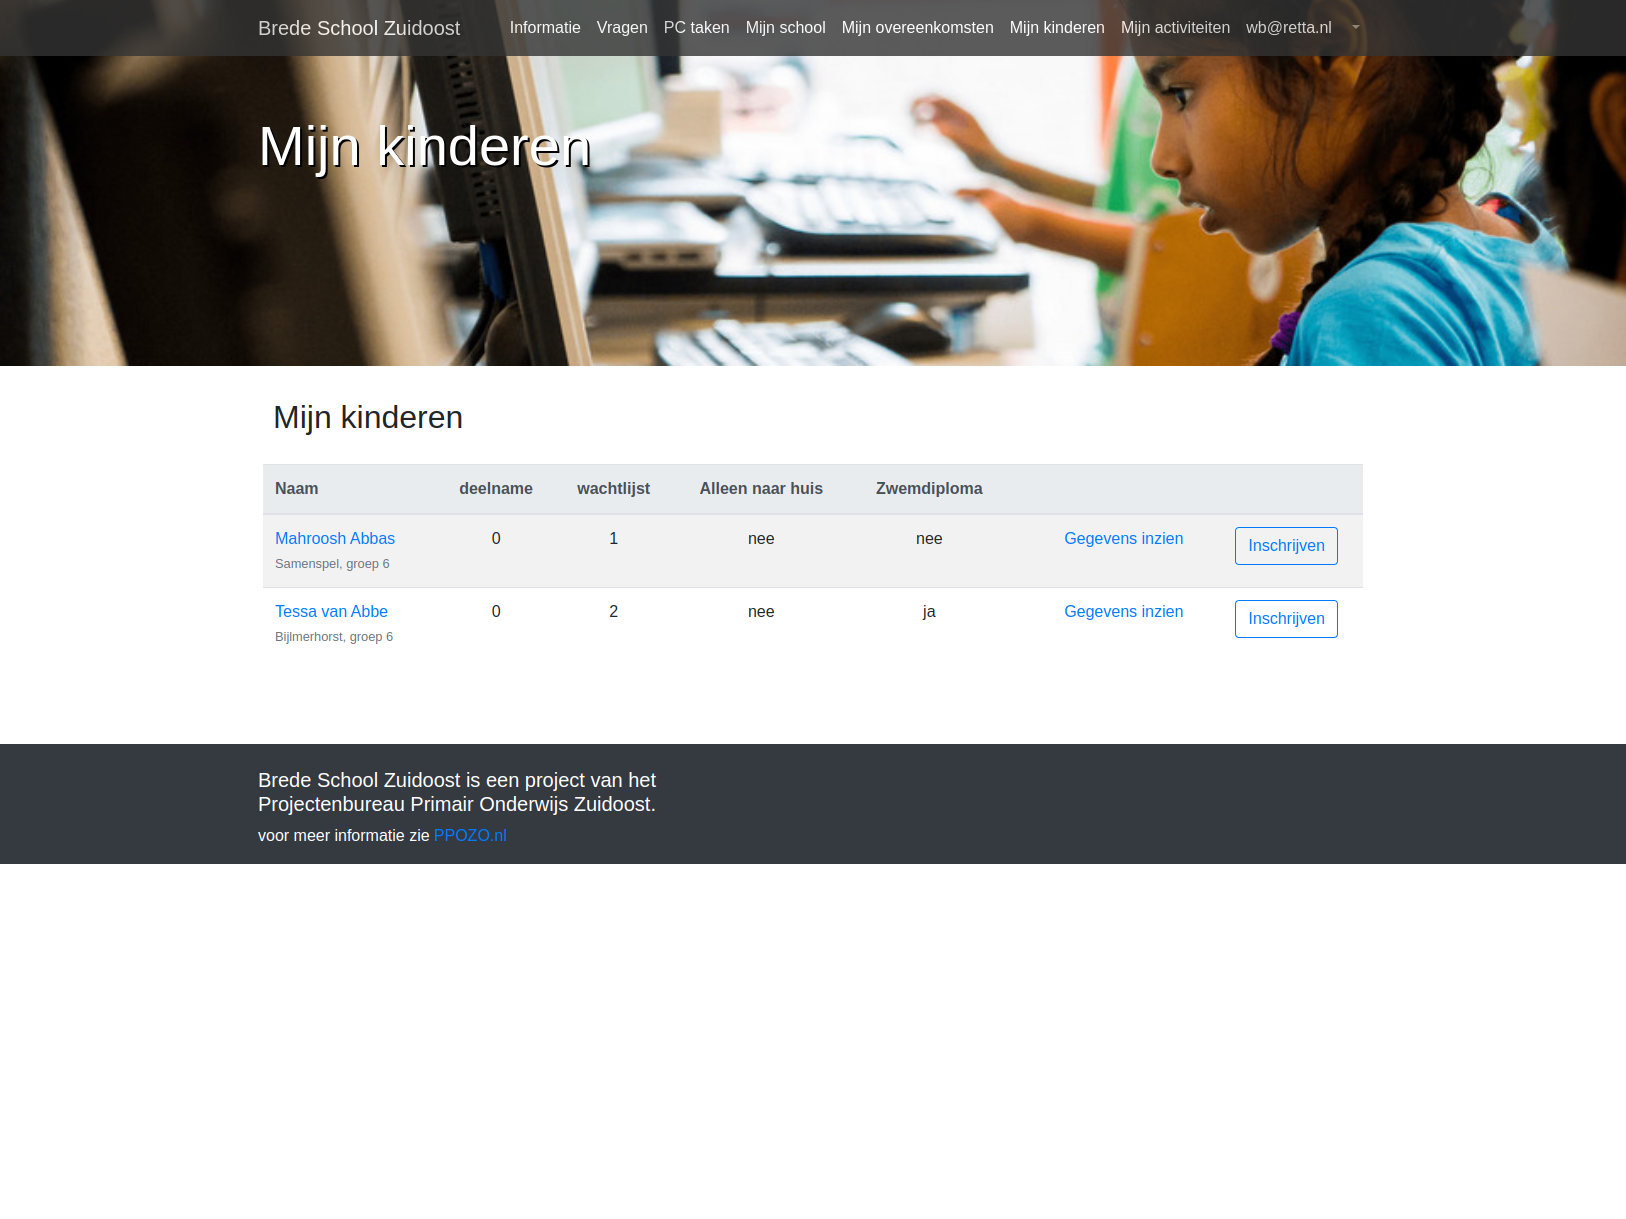 Brede School Zuidoost Informatie Vragen PC taken Mijn school Mijn overeenkomsten Mijn kinderen Mijn activiteiten wb@retta.nl
Mijn kinderen
Mijn kinderen
Naam deelname wachtlijst Alleen naar huis Zwemdiploma
Mahroosh Abbas 0 1 nee nee Gegevens inzien Inschrijven
Samenspel, groep 6
Tessa van Abbe 0 2 nee ja Gegevens inzien Inschrijven
Bijlmerhorst, groep 6
Brede School Zuidoost is een project van het
Projectenbureau Primair Onderwijs Zuidoost.
voor meer informatie zie PPOZO.nl